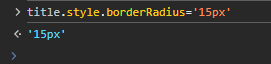 > title.style.borderRadius='15px'
<· '15px'
>